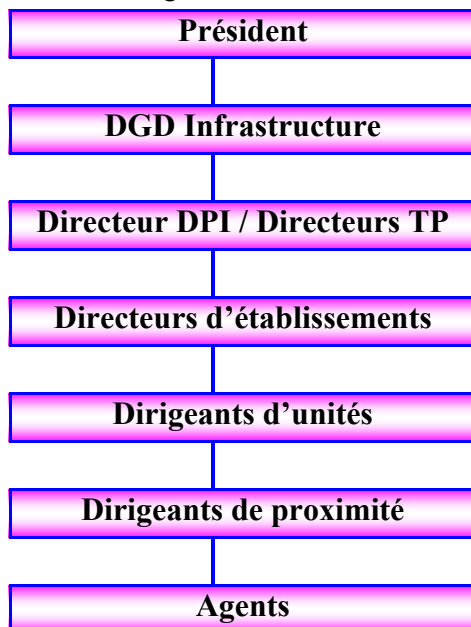 Président
DGD Infrastructure
Directeur DPI / Directeurs TP
Directeurs d’établissements
Dirigeants d’unités
Dirigeants de proximité
Agents